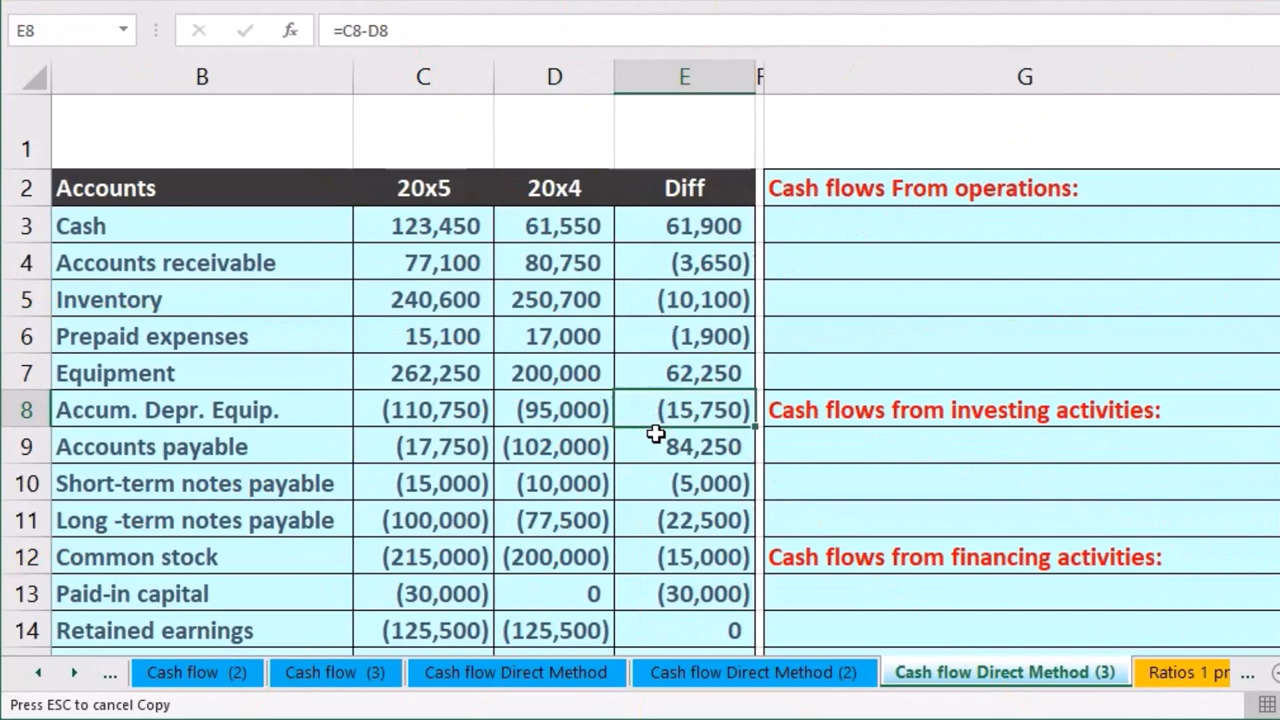 E8 fx =C8-D8
B C D E F G
1
2 Accounts 20x5 20x4 Diff Cash flows From operations:
3 Cash 123,450 61,550 61,900
4 Accounts receivable 77,100 80,750 (3,650)
5 Inventory 240,600 250,700 (10,100)
6 Prepaid expenses 15,100 17,000 (1,900)
7 Equipment 262,250 200,000 62,250
8 Accum. Depr. Equip. (110,750) (95,000) (15,750) Cash flows from investing activities:
9 Accounts payable (17,750) (102,000) 84,250
10 Short-term notes payable (15,000) (10,000) (5,000)
11 Long -term notes payable (100,000) (77,500) (22,500)
12 Common stock (215,000) (200,000) (15,000) Cash flows from financing activities:
13 Paid-in capital (30,000) 0 (30,000)
14 Retained earnings (125,500) (125,500) 0
... Cash flow (2) Cash flow (3) Cash flow Direct Method Cash flow Direct Method (2) Cash flow Direct Method (3) Ratios 1 pr ...
Press ESC to cancel Copy